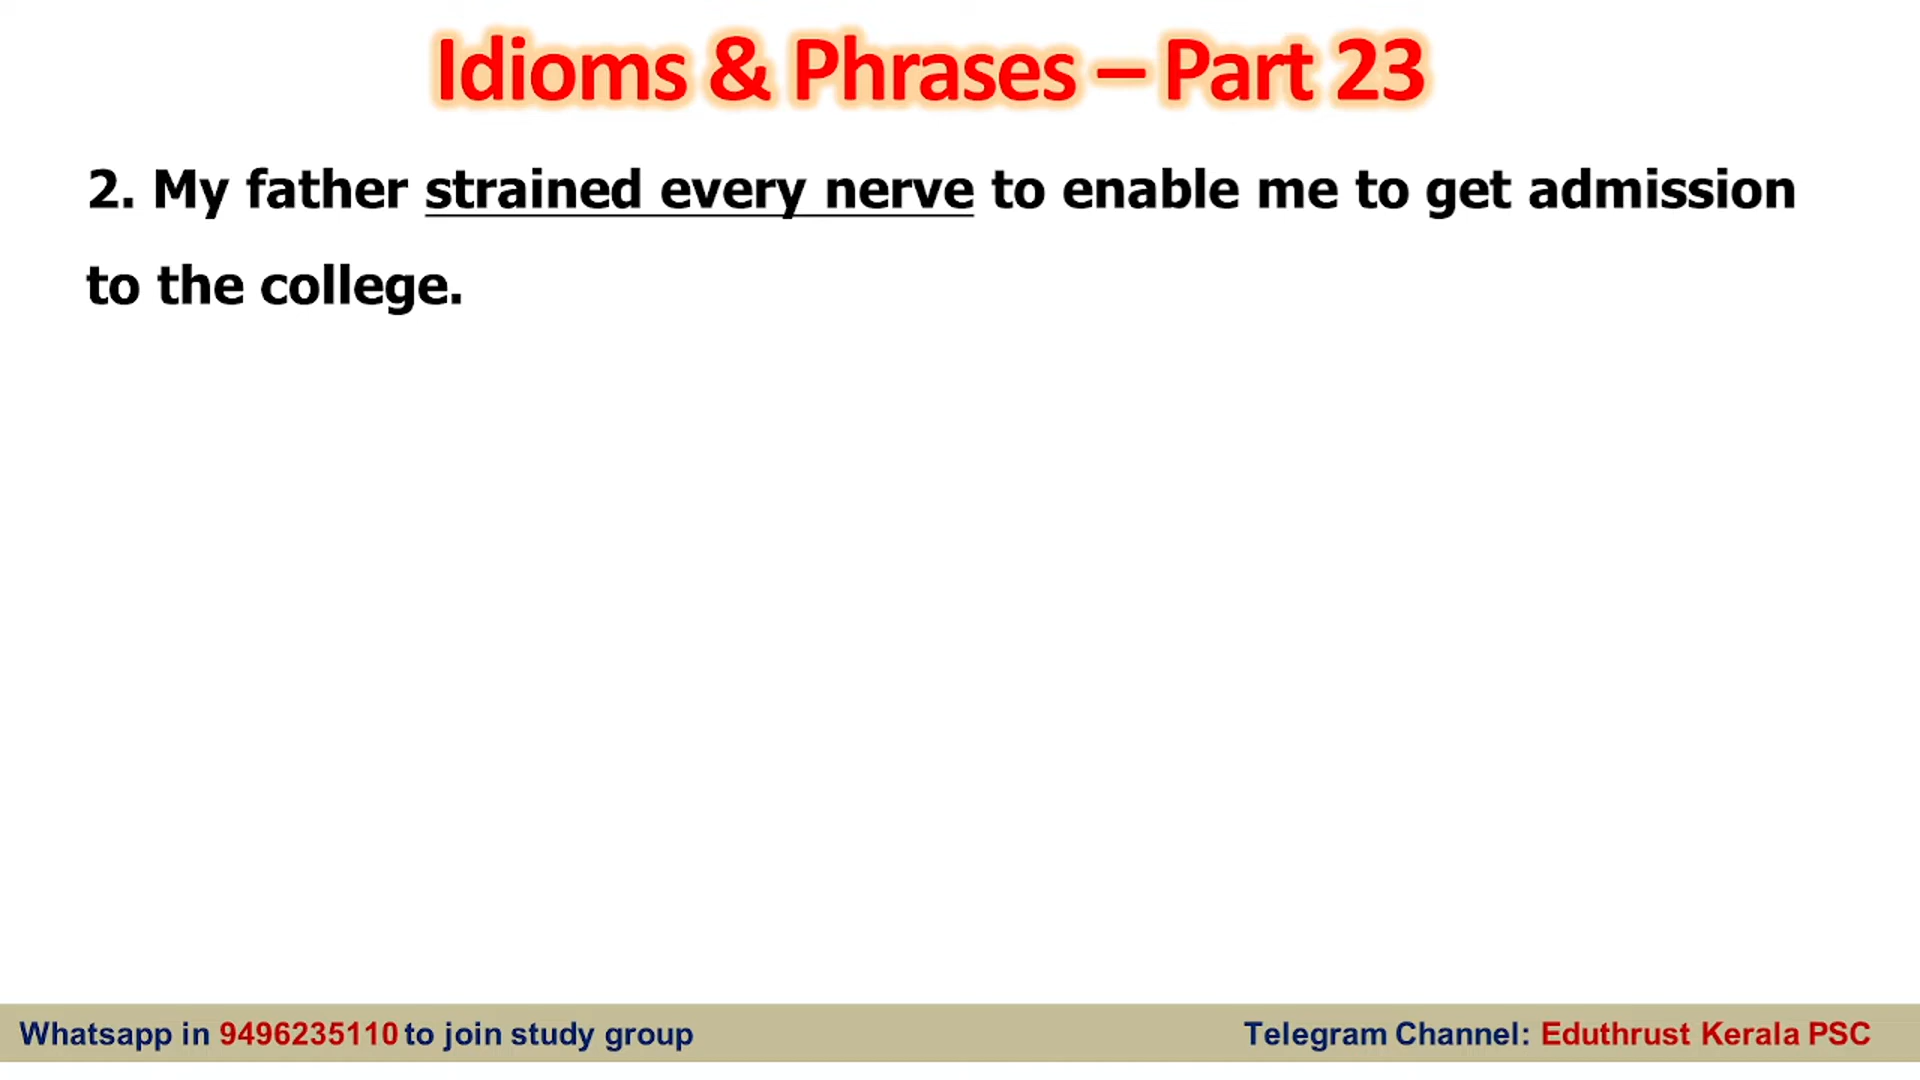 Idioms & Phrases – Part 23
2. My father strained every nerve to enable me to get admission
to the college.
Whatsapp in 9496235110 to join study group
Telegram Channel: Eduthrust Kerala PSC